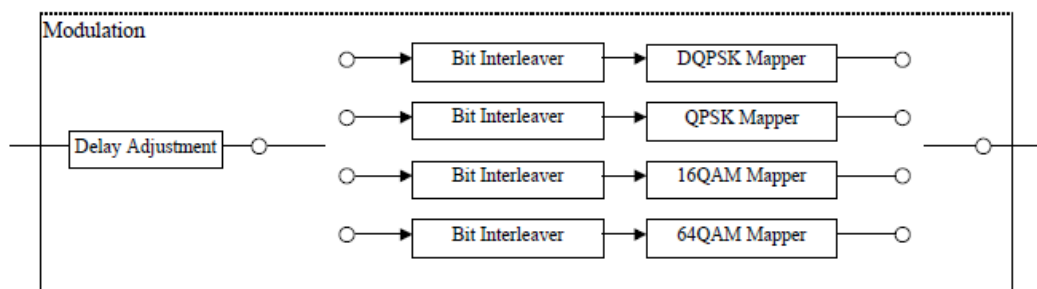 Modulation
Bit Interleaver DQPSK Mapper
Bit Interleaver QPSK Mapper
Delay Adjustment
Bit Interleaver 16QAM Mapper
Bit Interleaver 64QAM Mapper